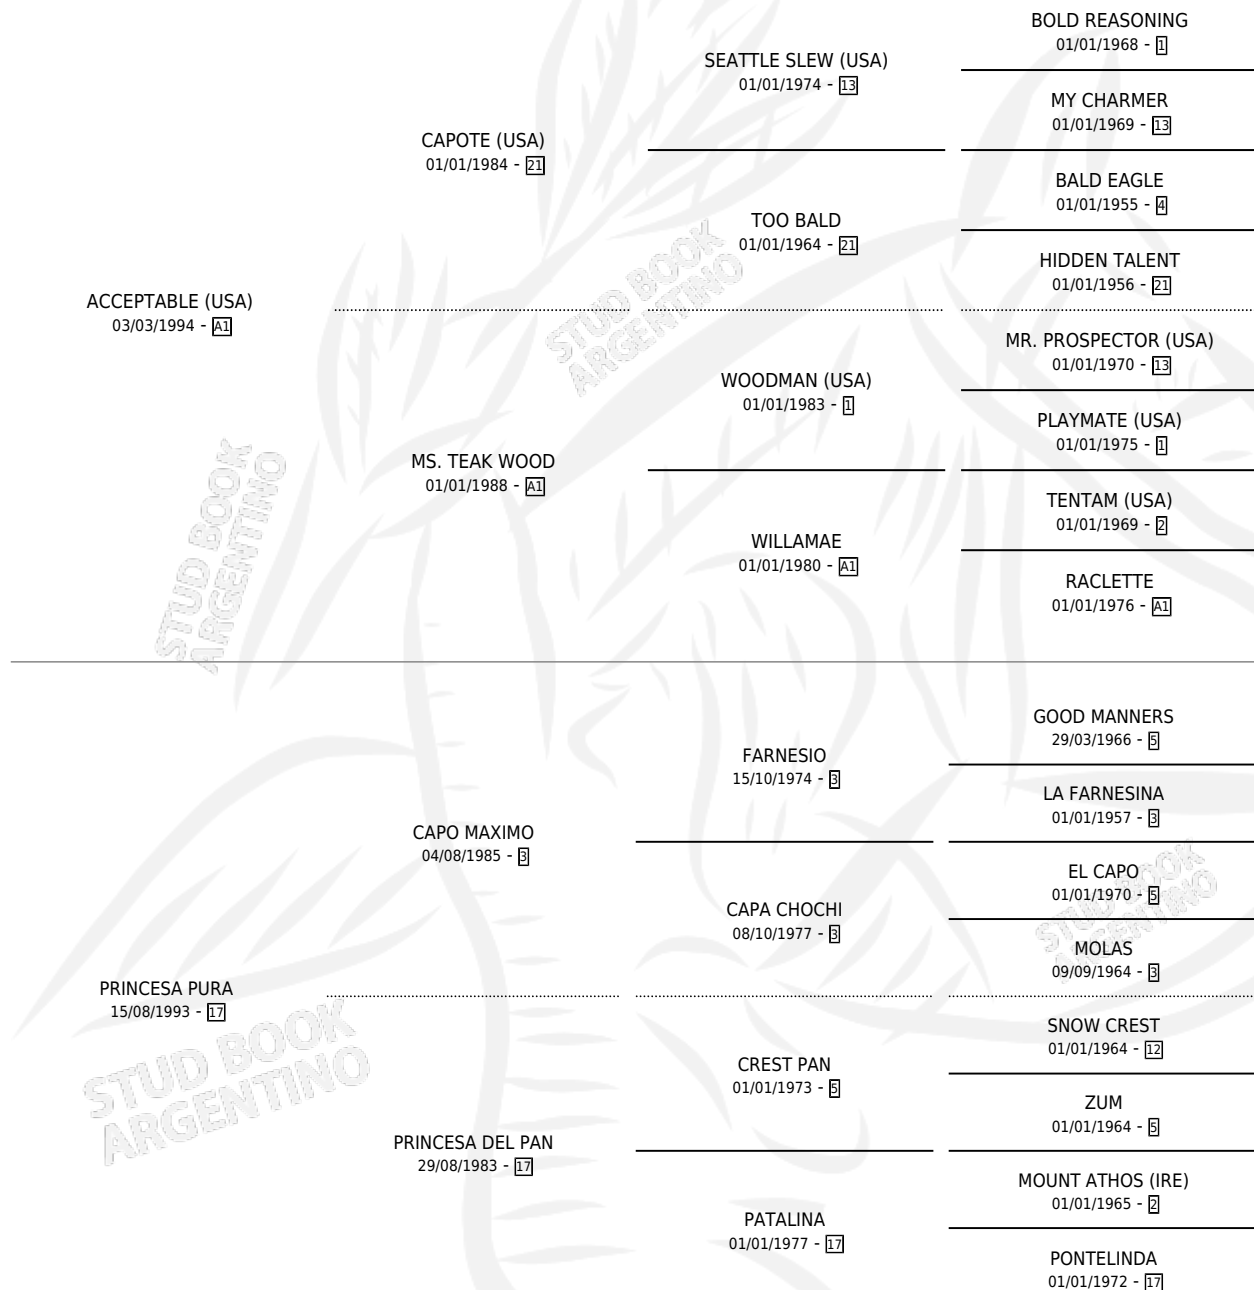 BOLD REASONING
01/01/1968 - 1
SEATTLE SLEW (USA)
01/01/1974 - 13
MY CHARMER
01/01/1969 - 13
CAPOTE (USA)
01/01/1984 - 21
BALD EAGLE
01/01/1955 - 4
TOO BALD
01/01/1964 - 21
HIDDEN TALENT
01/01/1956 - 21
ACCEPTABLE (USA)
03/03/1994 - A1
STUD BOOK
ARGENTINO
MR. PROSPECTOR (USA)
01/01/1970 - 13
WOODMAN (USA)
01/01/1983 - 1
PLAYMATE (USA)
01/01/1975 - 1
MS. TEAK WOOD
01/01/1988 - A1
TENTAM (USA)
01/01/1969 - 2
WILLAMAE
01/01/1980 - A1
RACLETTE
01/01/1976 - A1
STUD BOOK
ARGENTINO
GOOD MANNERS
29/03/1966 - 5
FARNESIO
15/10/1974 - 3
LA FARNESINA
01/01/1957 - 3
CAPO MAXIMO
04/08/1985 - 3
EL CAPO
01/01/1970 - 5
CAPA CHOCHI
08/10/1977 - 3
MOLAS
09/09/1964 - 3
STUD BOOK
ARGENTINO
PRINCESA PURA
15/08/1993 - 17
SNOW CREST
01/01/1964 - 12
CREST PAN
01/01/1973 - 5
ZUM
01/01/1964 - 5
STUD BOOK
ARGENTINO
PRINCESA DEL PAN
29/08/1983 - 17
MOUNT ATHOS (IRE)
01/01/1965 - 2
PATALINA
01/01/1977 - 17
PONTELINDA
01/01/1972 - 17